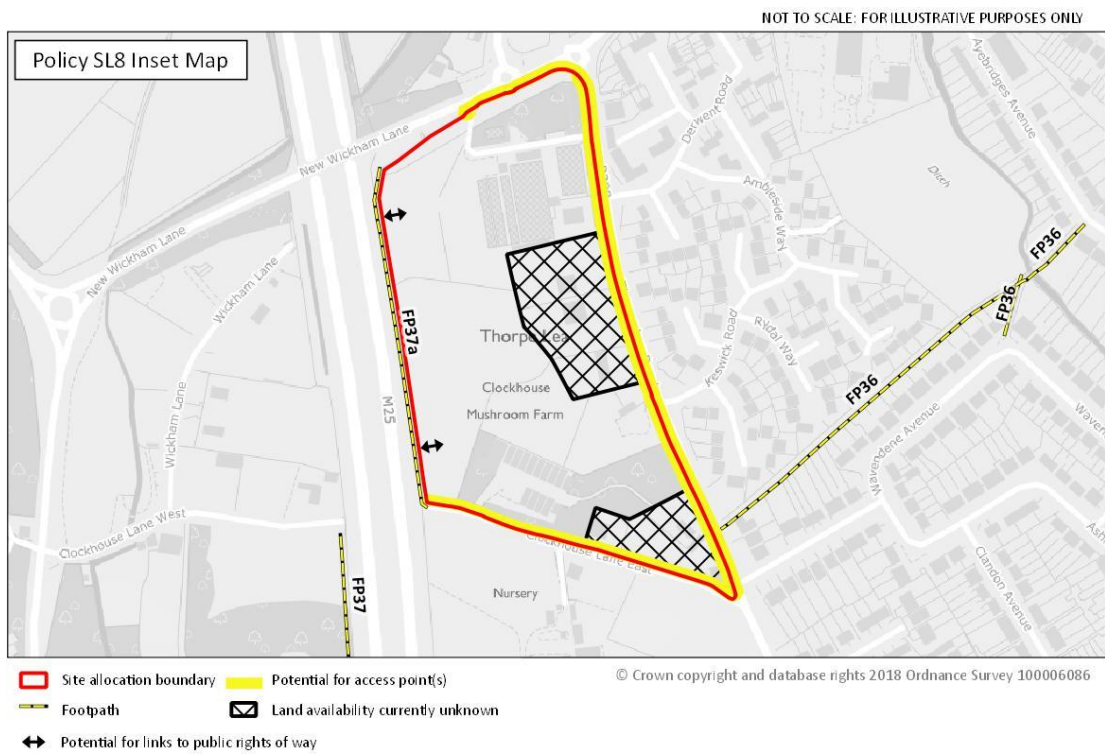 NOT TO SCALE: FOR ILLUSTRATIVE PURPOSES ONLY
Policy SL8 Inset Map
Ayebridges Avenue
Derwent Road
New Wickham Lane
Ditch
Ambleside Way
New Wickham Lane
Wickham Lane
FP36
FP36
FP37a
Thorpe Lea
Rydal Way
Keswick Road
Clockhouse
Mushroom Farm
M25
FP36
Wickham Lane
Wavendene Avenue
Clockhouse Lane West
Clockhouse Lane East
FP37
Nursery
Clandon Avenue
Site allocation boundary
Potential for access point(s)
© Crown copyright and database rights 2018 Ordnance Survey 100006086
Footpath
Land availability currently unknown
Potential for links to public rights of way